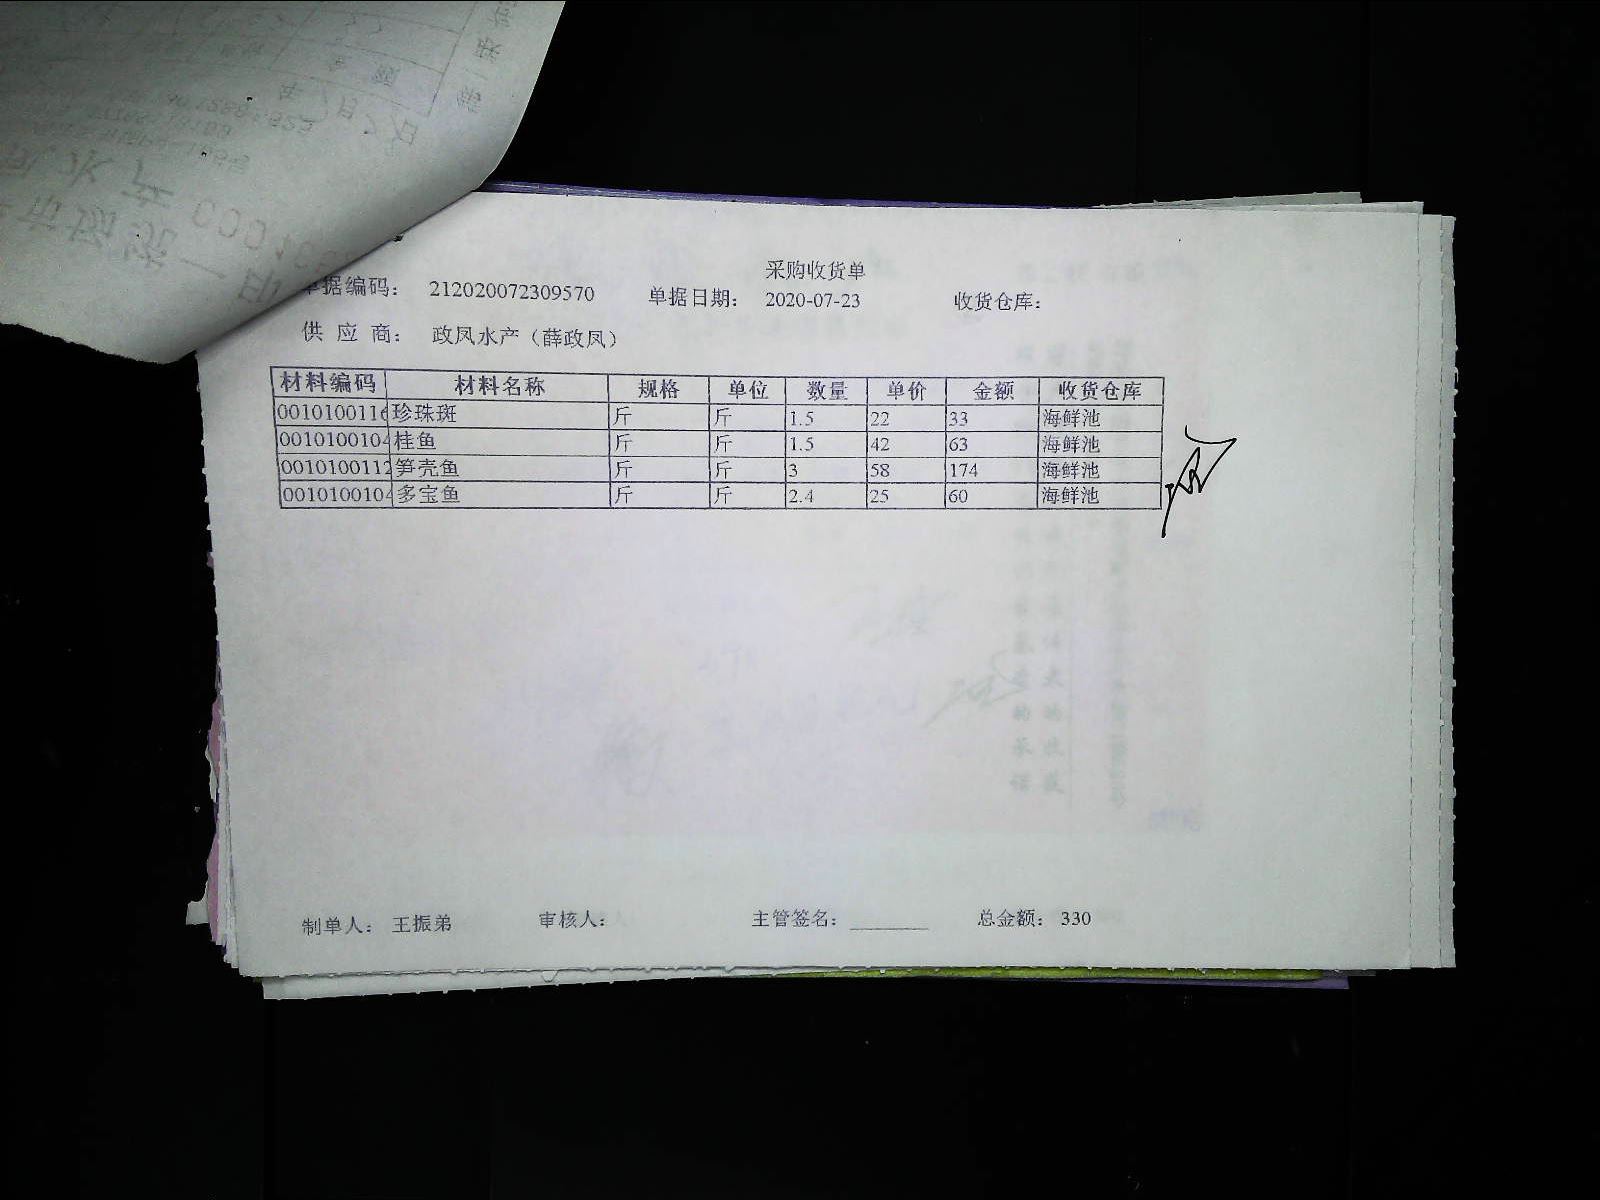 采购收货单
单据编码： 212020072309570 单据日期： 2020-07-23 收货仓库：
供 应 商： 政凤水产（薛政凤）
材料编码 材料名称 规格 单位 数量 单价 金额 收货仓库
0010100116 珍珠斑 斤 斤 1.5 22 33 海鲜池
0010100104 桂鱼 斤 斤 1.5 42 63 海鲜池
0010100112 笋壳鱼 斤 斤 3 58 174 海鲜池
0010100104 多宝鱼 斤 斤 2.4 25 60 海鲜池
制单人： 王振弟 审核人： 主管签名： 总金额： 330